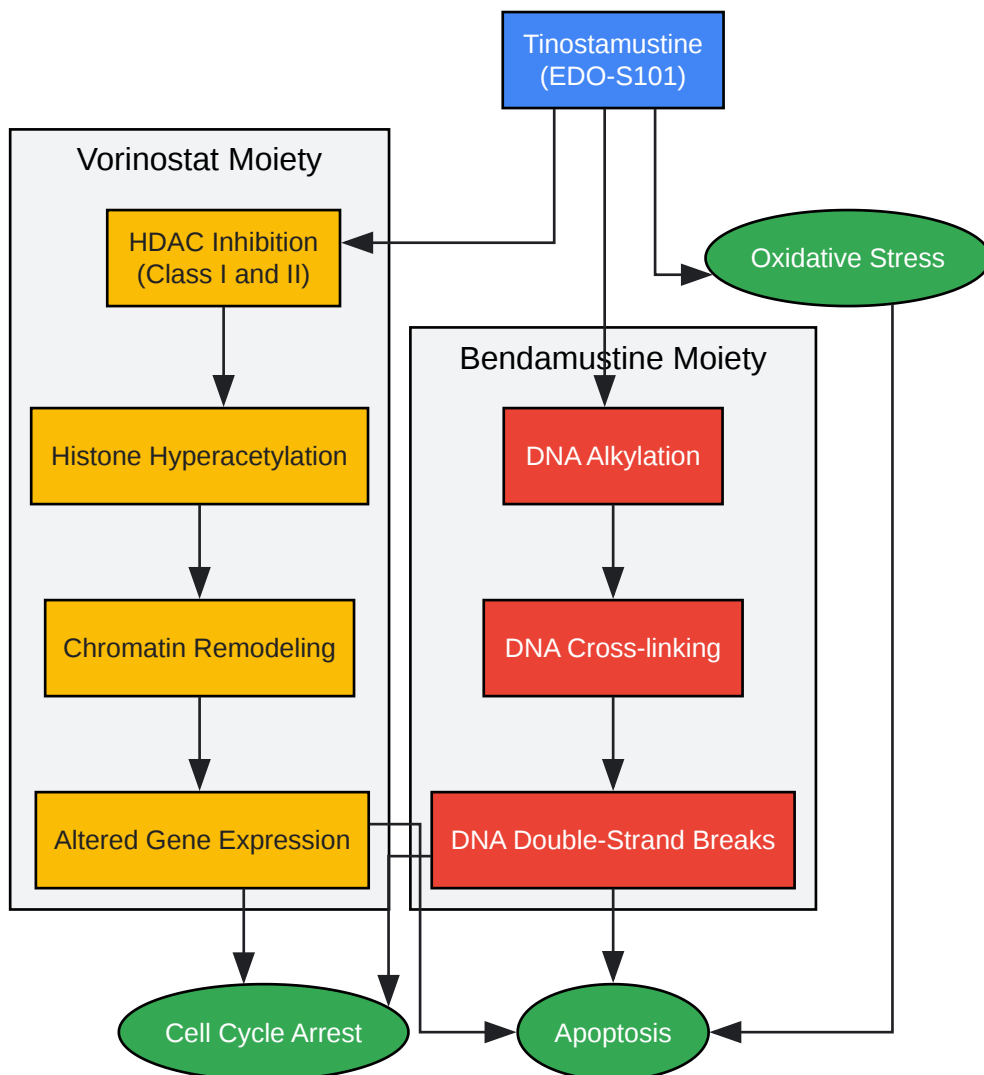 Tinostamustine
(EDO-S101)
Vorinostat Moiety
HDAC Inhibition
(Class I and II)
Oxidative Stress
Bendamustine Moiety
Histone Hyperacetylation
DNA Alkylation
Chromatin Remodeling
DNA Cross-linking
Altered Gene Expression
DNA Double-Strand Breaks
Cell Cycle Arrest
Apoptosis